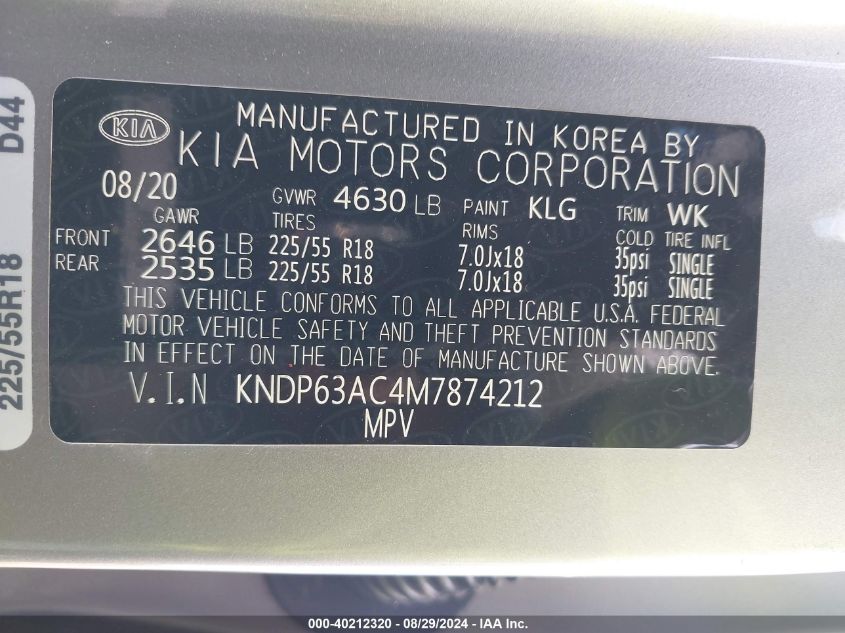 KIA
MANUFACTURED IN KOREA BY
KIA MOTORS CORPORATION
08/20 GVWR 4630 LB PAINT KLG TRIM WK
GAWR TIRES RIMS COLD TIRE INFL
FRONT 2646 LB 225/55 R18 7.0Jx18 35psi SINGLE
REAR 2535 LB 225/55 R18 7.0Jx18 35psi SINGLE
THIS VEHICLE CONFORMS TO ALL APPLICABLE U.S.A. FEDERAL
MOTOR VEHICLE SAFETY AND THEFT PREVENTION STANDARDS
IN EFFECT ON THE DATE OF MANUFACTURE SHOWN ABOVE.
V.I.N KNDP63AC4M7874212
MPV
225/55R18 D44
000-40212320 | 08/29/2024 - IAA Inc.